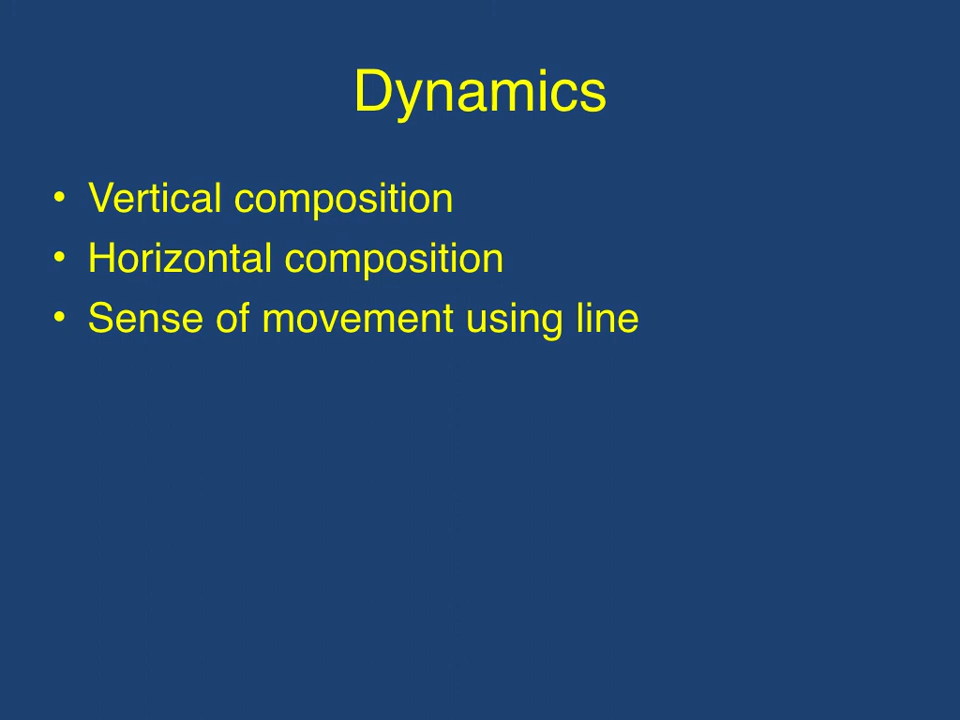 Dynamics
• Vertical composition
• Horizontal composition
• Sense of movement using line